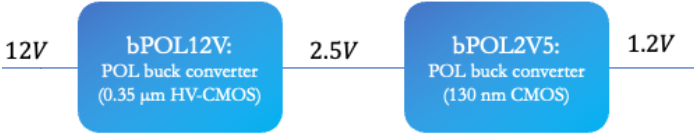 12V
bPOL12V:
POL buck converter
(0.35 µm HV-CMOS)
2.5V
bPOL2V5:
POL buck converter
(130 nm CMOS)
1.2V